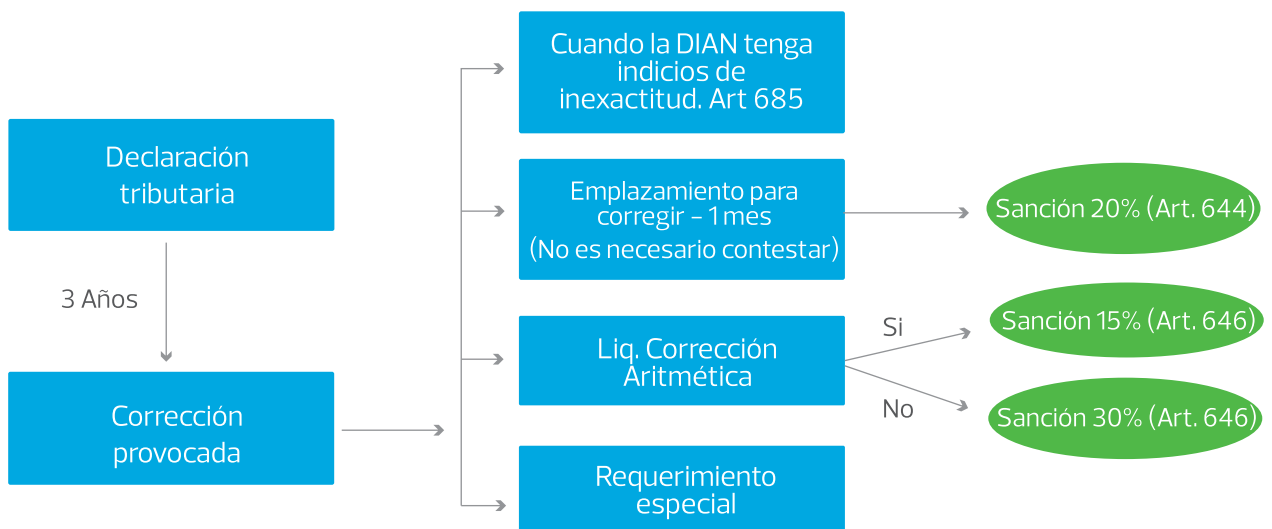 Declaración
tributaria
3 Años
Corrección
provocada
Cuando la DIAN tenga
indicios de
inexactitud. Art 685
Emplazamiento para
corregir - 1 mes
(No es necesario contestar)
Sanción 20% (Art. 644)
Liq. Corrección
Aritmética
Si
Sanción 15% (Art. 646)
No
Sanción 30% (Art. 646)
Requerimiento
especial